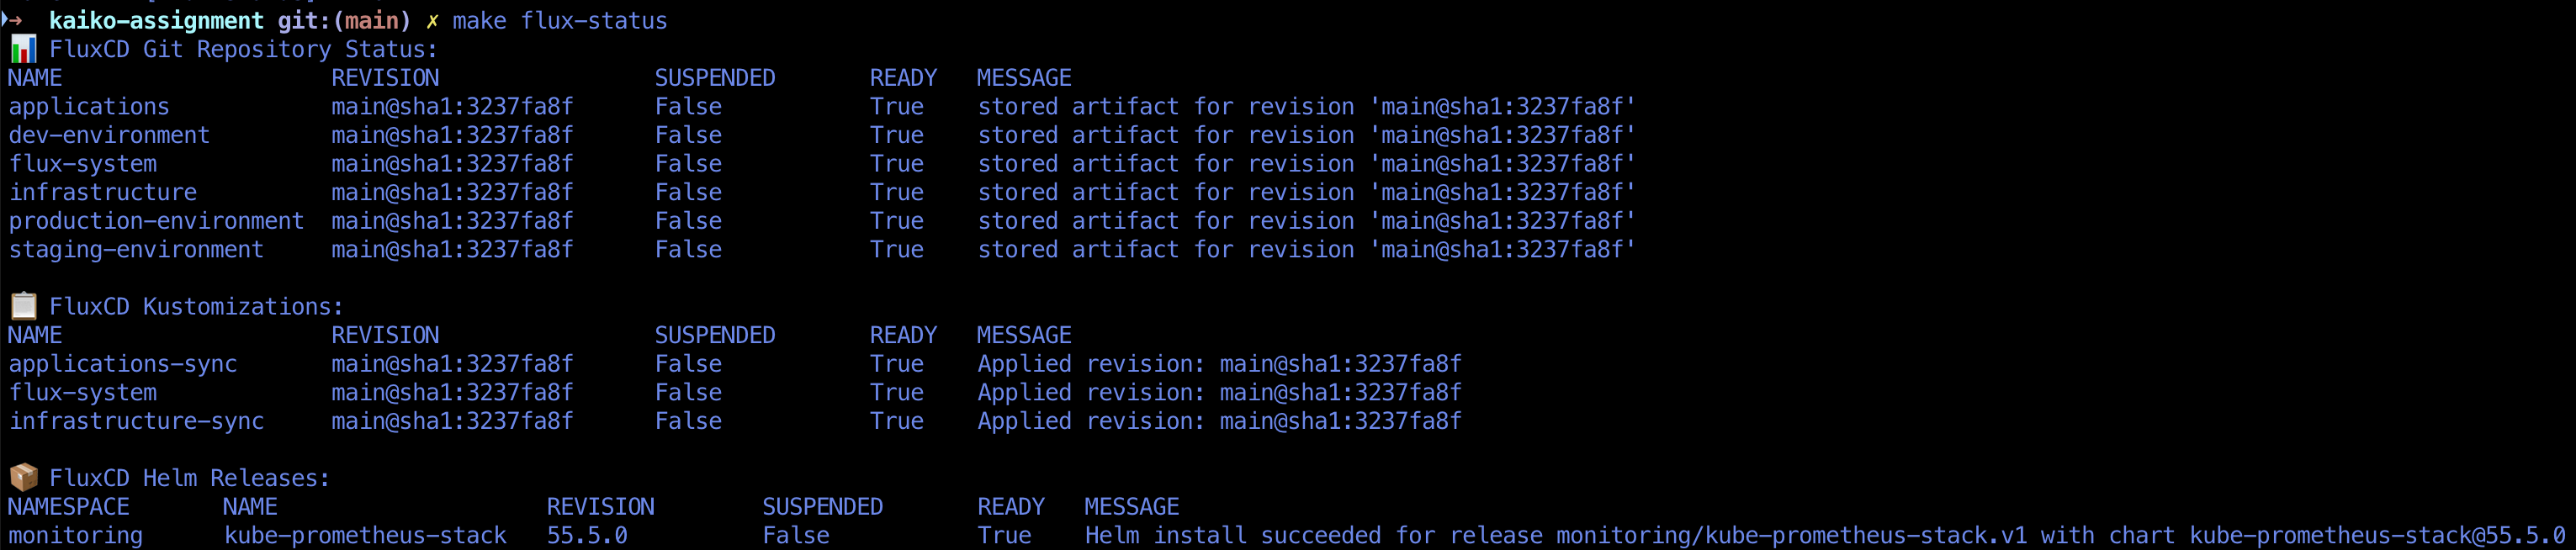 ➜  kaiko-assignment git:(main) ✗ make flux-status
📊 FluxCD Git Repository Status:
NAME                    REVISION                SUSPENDED       READY   MESSAGE
applications            main@sha1:3237fa8f      False           True    stored artifact for revision 'main@sha1:3237fa8f'
dev-environment         main@sha1:3237fa8f      False           True    stored artifact for revision 'main@sha1:3237fa8f'
flux-system             main@sha1:3237fa8f      False           True    stored artifact for revision 'main@sha1:3237fa8f'
infrastructure          main@sha1:3237fa8f      False           True    stored artifact for revision 'main@sha1:3237fa8f'
production-environment  main@sha1:3237fa8f      False           True    stored artifact for revision 'main@sha1:3237fa8f'
staging-environment     main@sha1:3237fa8f      False           True    stored artifact for revision 'main@sha1:3237fa8f'

📋 FluxCD Kustomizations:
NAME                    REVISION                SUSPENDED       READY   MESSAGE
applications-sync       main@sha1:3237fa8f      False           True    Applied revision: main@sha1:3237fa8f
flux-system             main@sha1:3237fa8f      False           True    Applied revision: main@sha1:3237fa8f
infrastructure-sync     main@sha1:3237fa8f      False           True    Applied revision: main@sha1:3237fa8f

📦 FluxCD Helm Releases:
NAMESPACE       NAME                    REVISION        SUSPENDED       READY   MESSAGE
monitoring      kube-prometheus-stack   55.5.0          False           True    Helm install succeeded for release monitoring/kube-prometheus-stack.v1 with chart kube-prometheus-stack@55.5.0